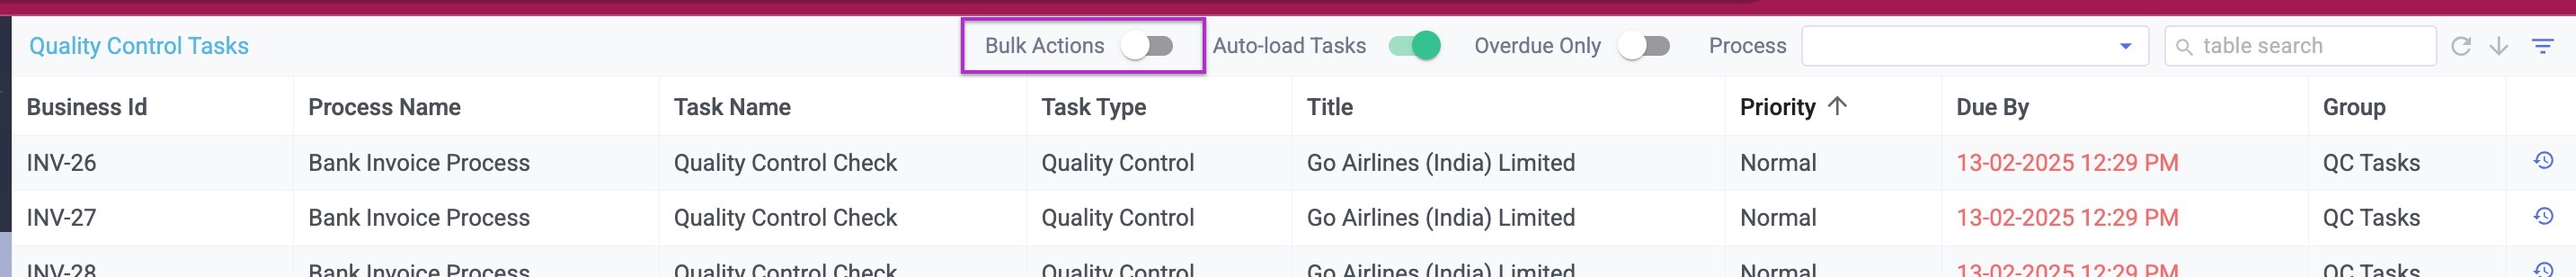 Quality Control Tasks Bulk Actions Auto-load Tasks Overdue Only Process table search
Business Id Process Name Task Name Task Type Title Priority Due By Group
INV-26 Bank Invoice Process Quality Control Check Quality Control Go Airlines (India) Limited Normal 13-02-2025 12:29 PM QC Tasks
INV-27 Bank Invoice Process Quality Control Check Quality Control Go Airlines (India) Limited Normal 13-02-2025 12:29 PM QC Tasks
INV-28 Bank Invoice Process Quality Control Check Quality Control Go Airlines (India) Limited Normal 13-02-2025 12:29 PM QC Tasks